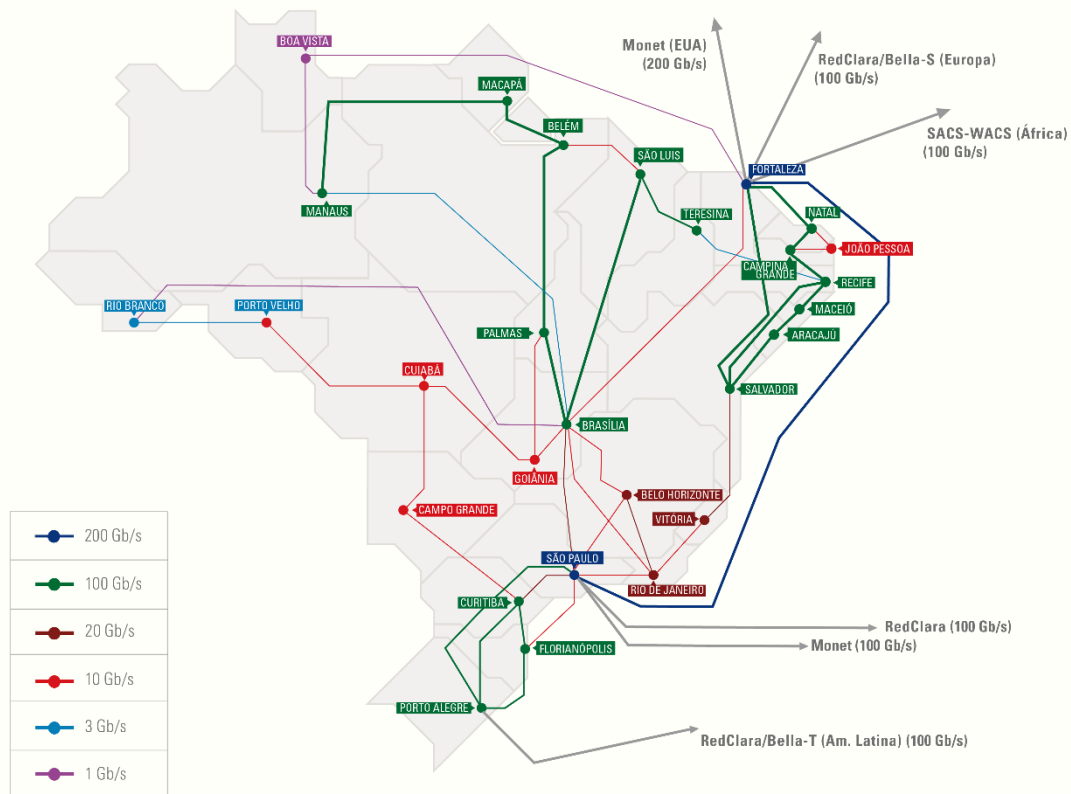 BOA VISTA
Monet (EUA)
(200 Gb/s)
RedClara/Bella-S (Europa)
(100 Gb/s)
MACAPÁ
SACS-WACS (África)
(100 Gb/s)
BELÉM
SÃO LUIS
FORTALEZA
MANAUS
TERESINA
NATAL
JOÃO PESSOA
CAMPINA
GRANDE
RECIFE
RIO BRANCO
PORTO VELHO
MACEIÓ
PALMAS
ARACAJÚ
CUIABÁ
SALVADOR
BRASÍLIA
GOIÂNIA
BELO HORIZONTE
CAMPO GRANDE
VITÓRIA
200 Gb/s
SÃO PAULO
100 Gb/s
RIO DE JANEIRO
CURITIBA
20 Gb/s
RedClara (100 Gb/s)
Monet (100 Gb/s)
FLORIANÓPOLIS
10 Gb/s
PORTO ALEGRE
3 Gb/s
RedClara/Bella-T (Am. Latina) (100 Gb/s)
1 Gb/s